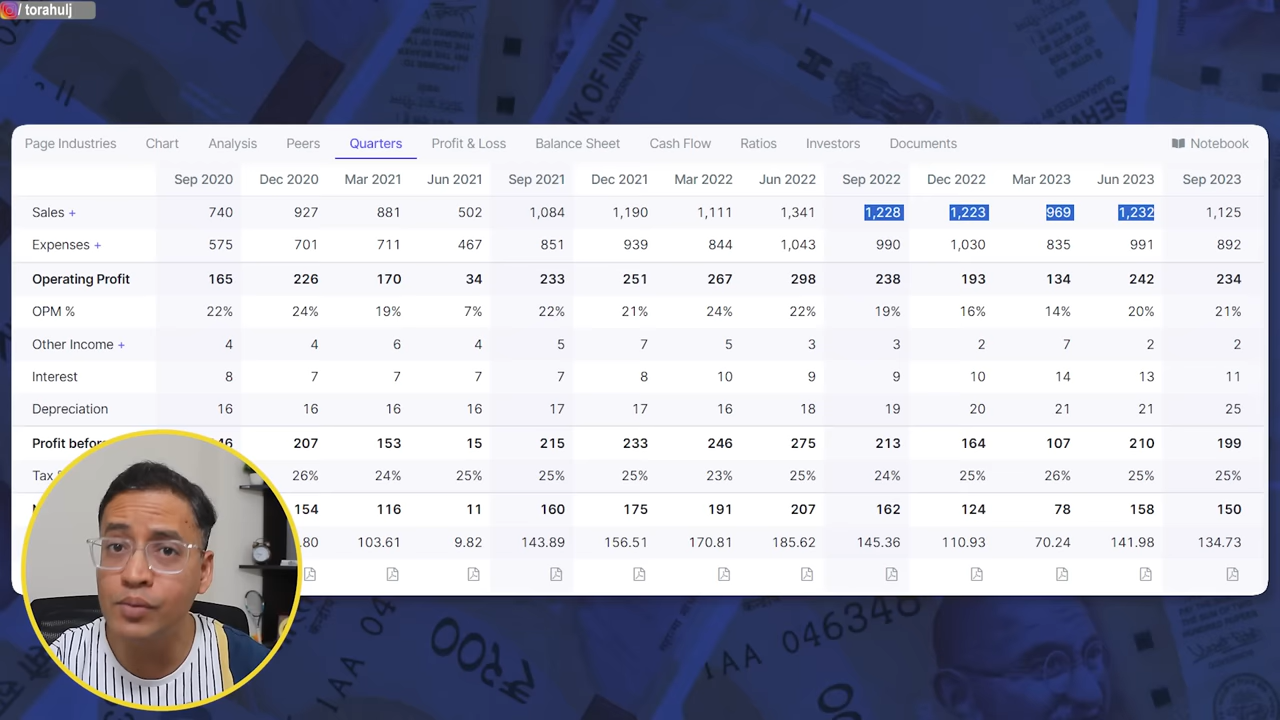 / torahulj
Page Industries Chart Analysis Peers Quarters Profit & Loss Balance Sheet Cash Flow Ratios Investors Documents Notebook
Sep 2020 Dec 2020 Mar 2021 Jun 2021 Sep 2021 Dec 2021 Mar 2022 Jun 2022 Sep 2022 Dec 2022 Mar 2023 Jun 2023 Sep 2023
Sales + 740 927 881 502 1,084 1,190 1,111 1,341 1,228 1,223 969 1,232 1,125
Expenses + 575 701 711 467 851 939 844 1,043 990 1,030 835 991 892
Operating Profit 165 226 170 34 233 251 267 298 238 193 134 242 234
OPM % 22% 24% 19% 7% 22% 21% 24% 22% 19% 16% 14% 20% 21%
Other Income + 4 4 6 4 5 7 5 3 3 2 7 2 2
Interest 8 7 7 7 7 8 10 9 9 10 14 13 11
Depreciation 16 16 16 16 17 17 16 18 19 20 21 21 25
Profit 207 153 15 215 233 246 275 213 164 107 210 199
Tax 26% 24% 25% 25% 25% 23% 25% 24% 25% 26% 25% 25%
154 116 11 160 175 191 207 162 124 78 158 150
.80 103.61 9.82 143.89 156.51 170.81 185.62 145.36 110.93 70.24 141.98 134.73
OF INDIA
₹500
1AA 046348